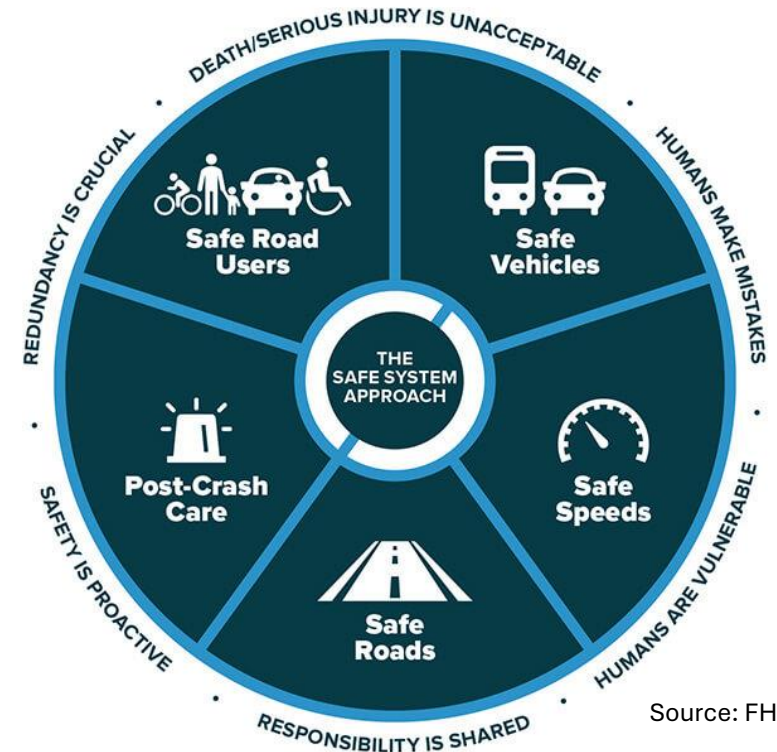 DEATH/SERIOUS INJURY IS UNACCEPTABLE
HUMANS MAKE MISTAKES
HUMANS ARE VULNERABLE
RESPONSIBILITY IS SHARED
SAFETY IS PROACTIVE
REDUNDANCY IS CRUCIAL
Safe Road
Users
Safe
Vehicles
THE
SAFE SYSTEM
APPROACH
Post-Crash
Care
Safe
Speeds
Safe
Roads
Source: FH